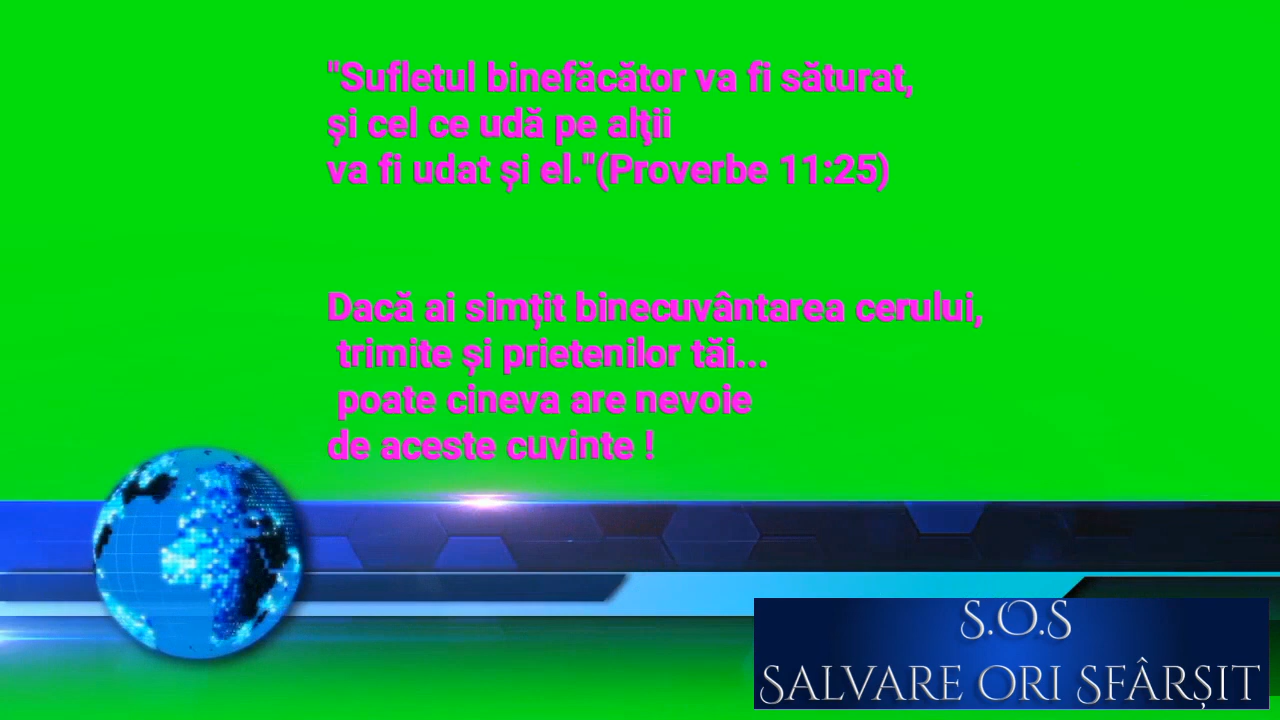 "Sufletul binefăcător va fi săturat,
și cel ce udă pe alţii
va fi udat și el."(Proverbe 11:25)
Dacă ai simțit binecuvântarea cerului,
trimite și prietenilor tăi...
poate cineva are nevoie
de aceste cuvinte !
S.O.S
SALVARE ORI SFÂRȘIT